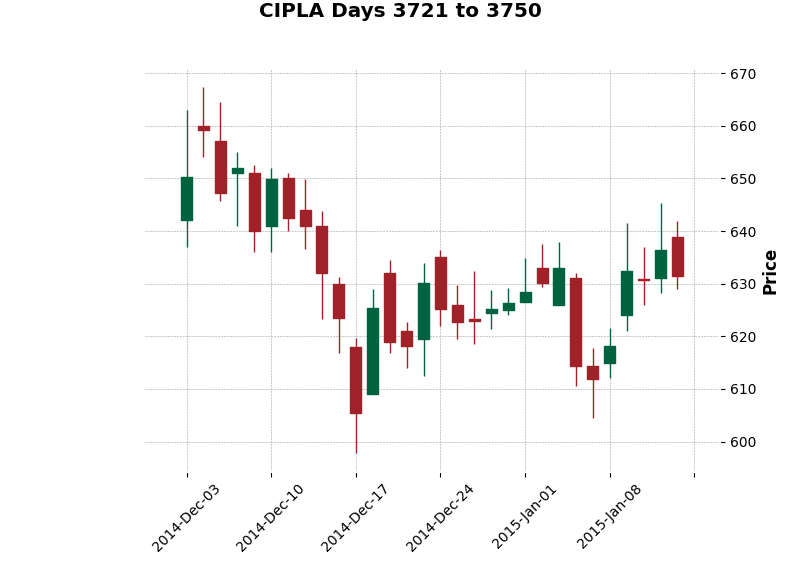 CIPLA Days 3721 to 3750
670
660
650
640
630
620
610
600
Price
2014-Dec-03
2014-Dec-10
2014-Dec-17
2014-Dec-24
2015-Jan-01
2015-Jan-08